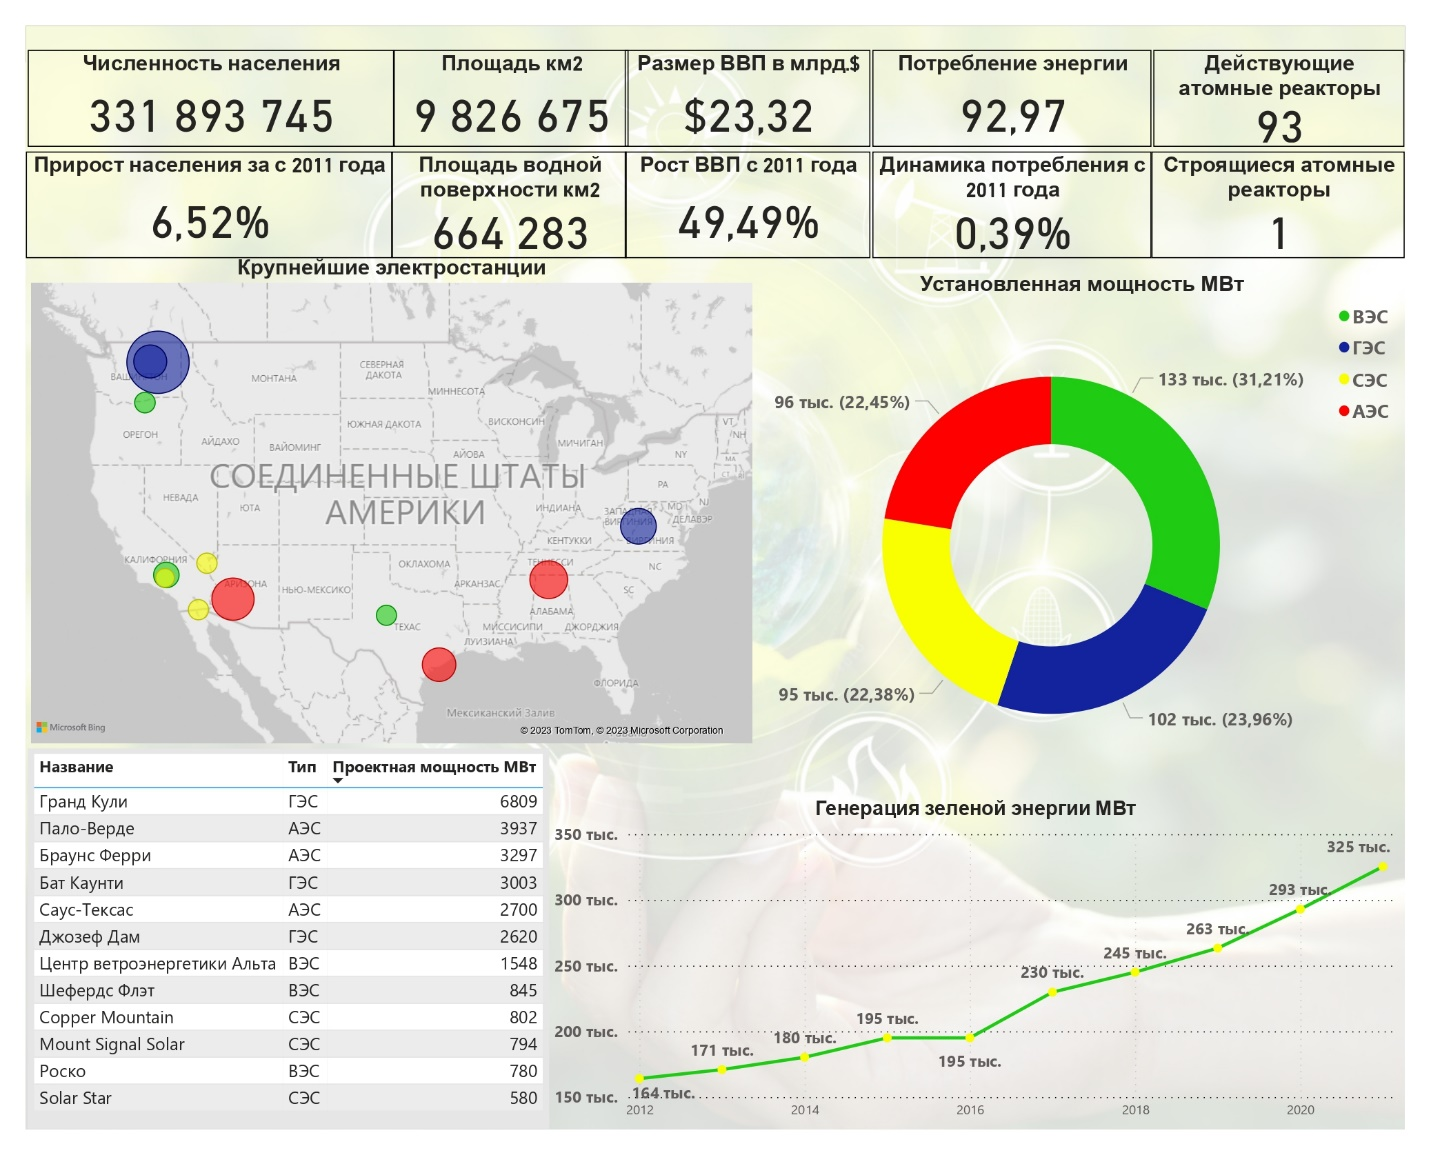 Численность населения
331 893 745
Площадь км2
9 826 675
Размер ВВП в млрд.$
$23,32
Потребление энергии
92,97
Действующие
атомные реакторы
93
Прирост населения за с 2011 года
6,52%
Площадь водной
поверхности км2
664 283
Рост ВВП с 2011 года
49,49%
Динамика потребления с
2011 года
0,39%
Строящиеся атомные
реакторы
1
Крупнейшие электростанции
ВАШИНГТОН
МОНТАНА
СЕВЕРНАЯ
ДАКОТА
МИННЕСОТА
ОРЕГОН
АЙДАХО
ВАЙОМИНГ
ЮЖНАЯ ДАКОТА
ВИСКОНСИН
МИЧИГАН
VT
NH
NY
MA
CT
АЙОВА
СОЕДИНЕННЫЕ ШТАТЫ
АМЕРИКИ
НЕВАДА
ЮТА
PA
ИНДИАНА
ЗАПАДНАЯ
ВИРГИНИЯ
MD
NJ
ДЕЛАВЭР
КЕНТУККИ
ВИРГИНИЯ
КАЛИФОРНИЯ
ОКЛАХОМА
ТЕННЕССИ
NC
АРИЗОНА
НЬЮ-МЕКСИКО
АРКАНЗАС
SC
АЛАБАМА
ТЕХАС
МИССИСИПИ
ДЖОРДЖИЯ
ЛУИЗИАНА
ФЛОРИДА
Мексиканский Залив
Microsoft Bing
© 2023 TomTom, © 2023 Microsoft Corporation
Установленная мощность МВт
ВЭС
ГЭС
СЭС
АЭС
133 тыс. (31,21%)
96 тыс. (22,45%)
95 тыс. (22,38%)
102 тыс. (23,96%)
Название Тип Проектная мощность МВт
Гранд Кули ГЭС 6809
Пало-Верде АЭС 3937
Браунс Ферри АЭС 3297
Бат Каунти ГЭС 3003
Саус-Тексас АЭС 2700
Джозеф Дам ГЭС 2620
Центр ветроэнергетики Альта ВЭС 1548
Шефердс Флэт ВЭС 845
Copper Mountain СЭС 802
Mount Signal Solar СЭС 794
Роско ВЭС 780
Solar Star СЭС 580
Генерация зеленой энергии МВт
350 тыс.
300 тыс.
250 тыс.
200 тыс.
150 тыс.
164 тыс.
171 тыс.
180 тыс.
195 тыс.
195 тыс.
230 тыс.
245 тыс.
263 тыс.
293 тыс.
325 тыс.
2012 2014 2016 2018 2020